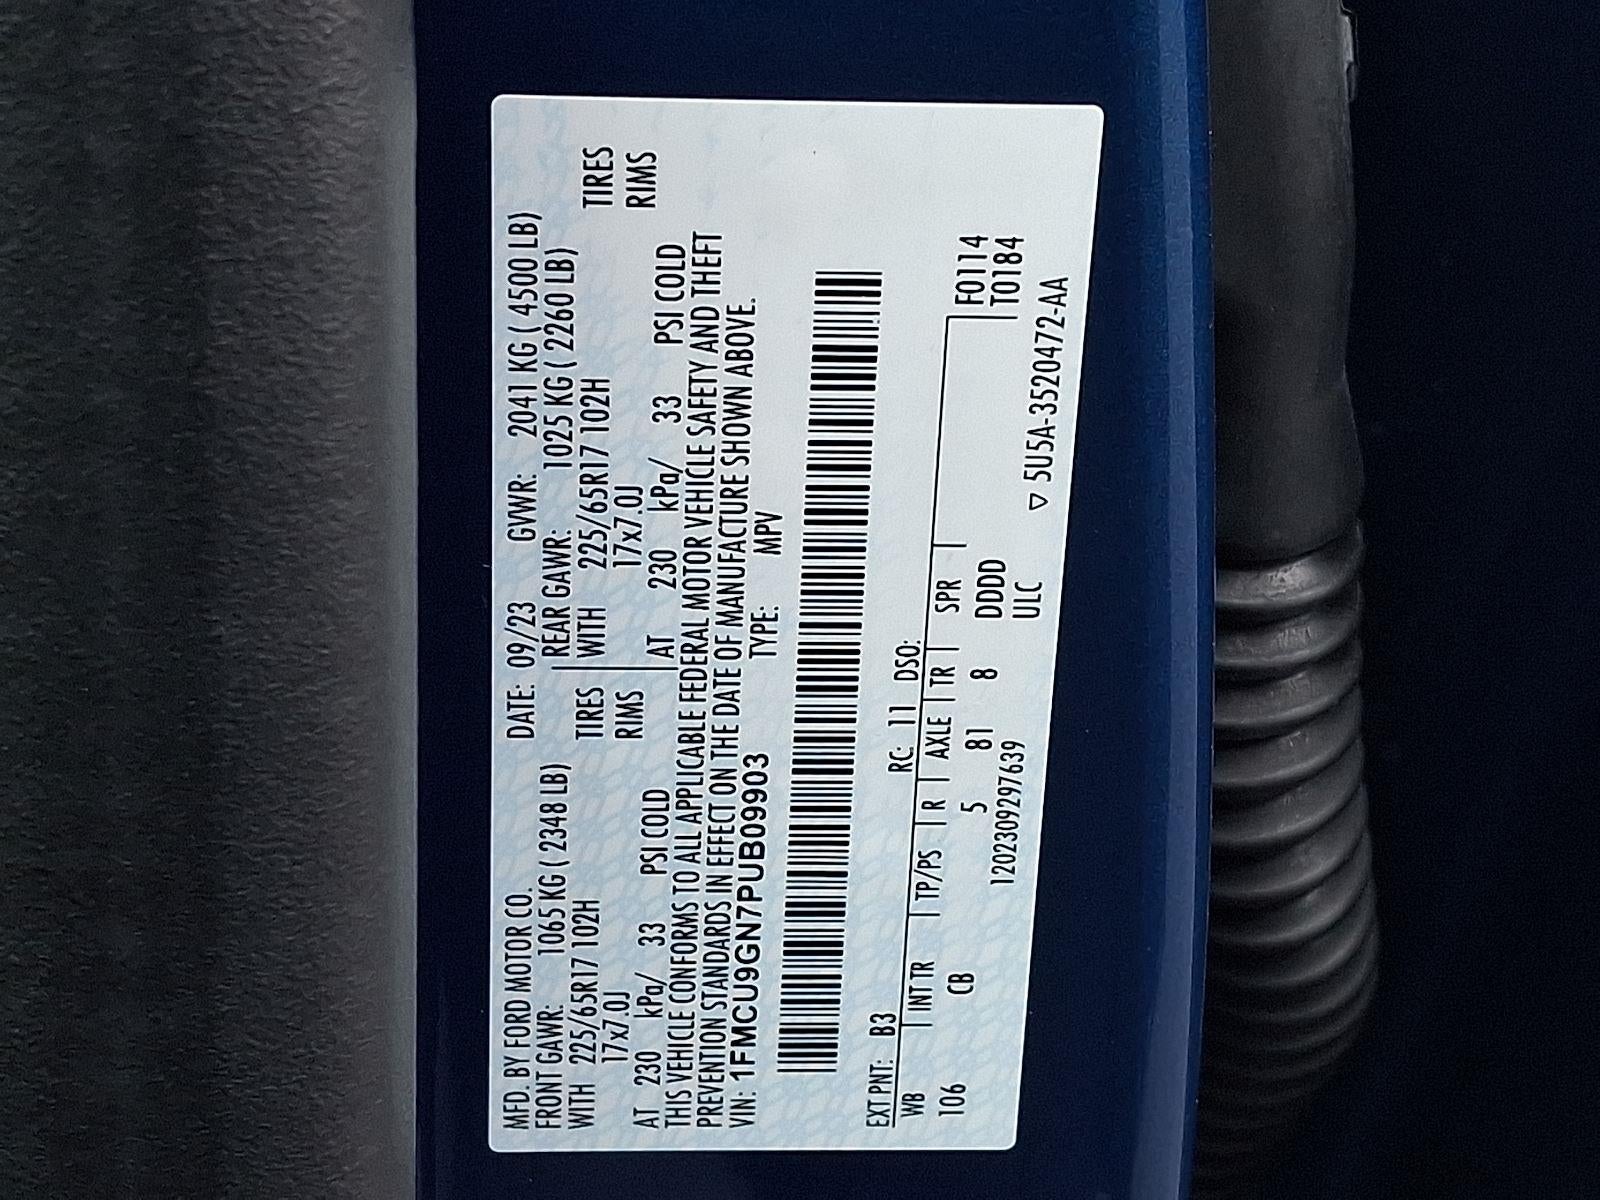 MFD. BY FORD MOTOR CO. DATE: 09/23 GVWR: 2041 KG ( 4500 LB)
FRONT GAWR: 1065 KG ( 2348 LB) REAR GAWR: 1025 KG ( 2260 LB)
WITH 225/65R17 102H TIRES WITH 225/65R17 102H TIRES
17x7.0J RIMS 17x7.0J RIMS
AT 230 kPa/ 33 PSI COLD AT 230 kPa/ 33 PSI COLD
THIS VEHICLE CONFORMS TO ALL APPLICABLE FEDERAL MOTOR VEHICLE SAFETY AND THEFT
PREVENTION STANDARDS IN EFFECT ON THE DATE OF MANUFACTURE SHOWN ABOVE.
VIN: 1FMCU9GN7PUB09903 TYPE: MPV
EXT PNT: B3 RC: 11 DSO:
WB | INT TR | TP/PS | R | AXLE | TR | SPR | F0114
106 CB 5 81 8 DDDD T0184
1202309297639 ULC
▽ 5U5A-3520472-AA